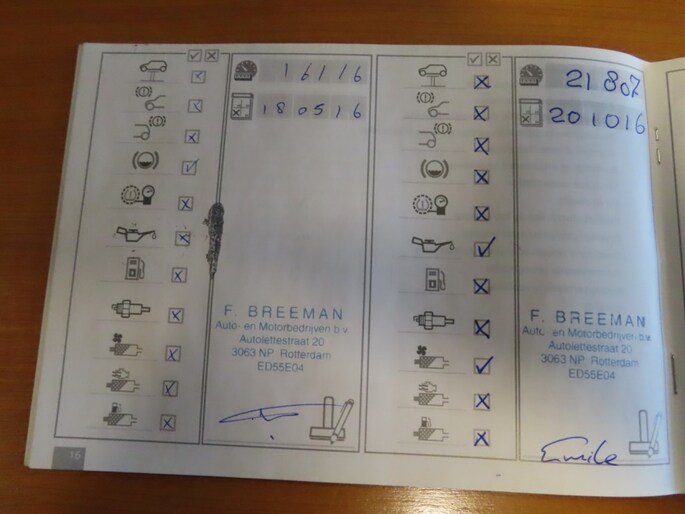 16116
180516
F. BREEMAN
Auto- en Motorbedrijven b.v.
Autolettestraat 20
3063 NP Rotterdam
ED55E04
16
21807
201016
F. BREEMAN
Auto- en Motorbedrijven b.v.
Autolettestraat 20
3063 NP Rotterdam
ED55E04
Emile